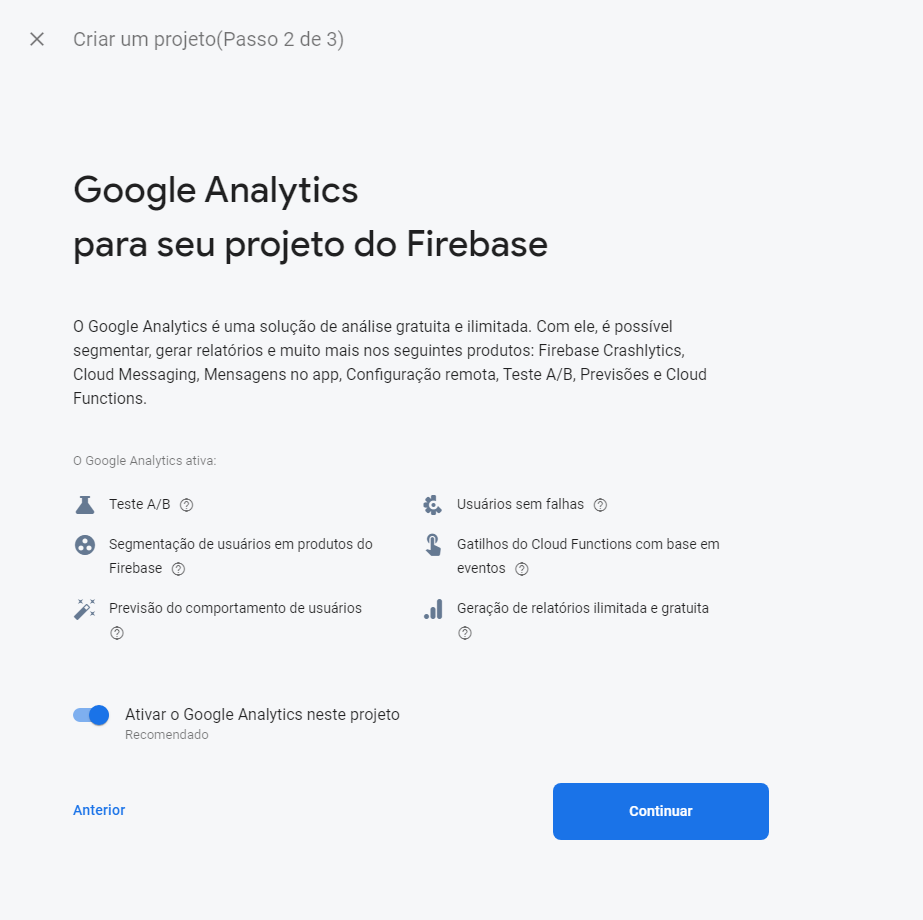 Criar um projeto(Passo 2 de 3)
Google Analytics
para seu projeto do Firebase
O Google Analytics é uma solução de análise gratuita e ilimitada. Com ele, é possível
segmentar, gerar relatórios e muito mais nos seguintes produtos: Firebase Crashlytics,
Cloud Messaging, Mensagens no app, Configuração remota, Teste A/B, Previsões e Cloud
Functions.
O Google Analytics ativa:
Teste A/B
Usuários sem falhas
Segmentação de usuários em produtos do
Firebase
Gatilhos do Cloud Functions com base em
eventos
Previsão do comportamento de usuários
Geração de relatórios ilimitada e gratuita
Ativar o Google Analytics neste projeto
Recomendado
Anterior
Continuar